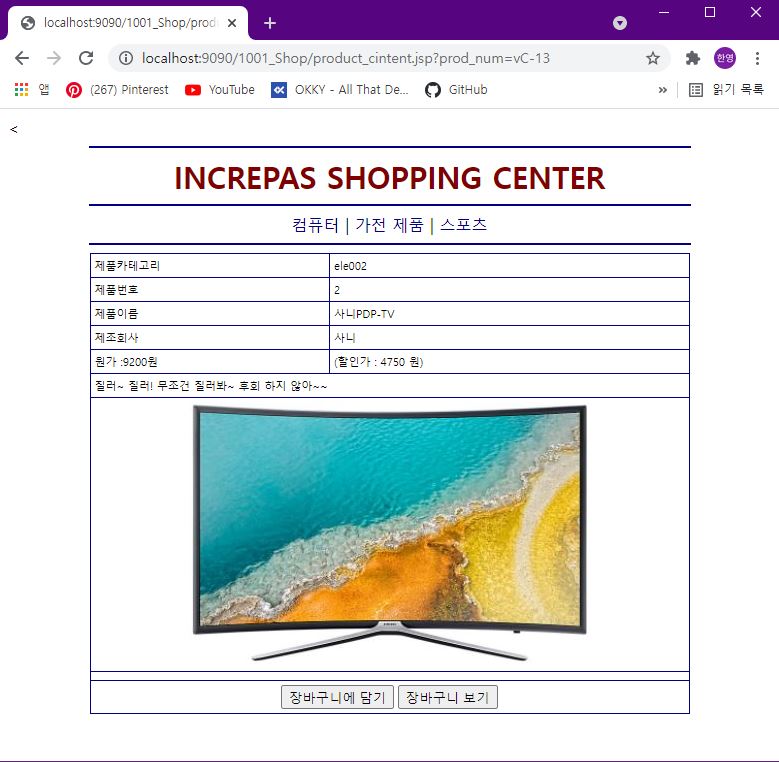 localhost:9090/1001_Shop/produ
localhost:9090/1001_Shop/product_cintent.jsp?prod_num=vC-13
한영
앱 (267) Pinterest YouTube OKKY - All That De... GitHub » 읽기 목록
<
INCREPAS SHOPPING CENTER
컴퓨터 | 가전 제품 | 스포츠
제품카테고리 ele002
제품번호 2
제품이름 사니PDP-TV
제조회사 사니
원가 :9200원 (할인가 : 4750 원)
질러~ 질러! 무조건 질러봐~ 후회 하지 않아~~
SAMSUNG
장바구니에 담기 장바구니 보기